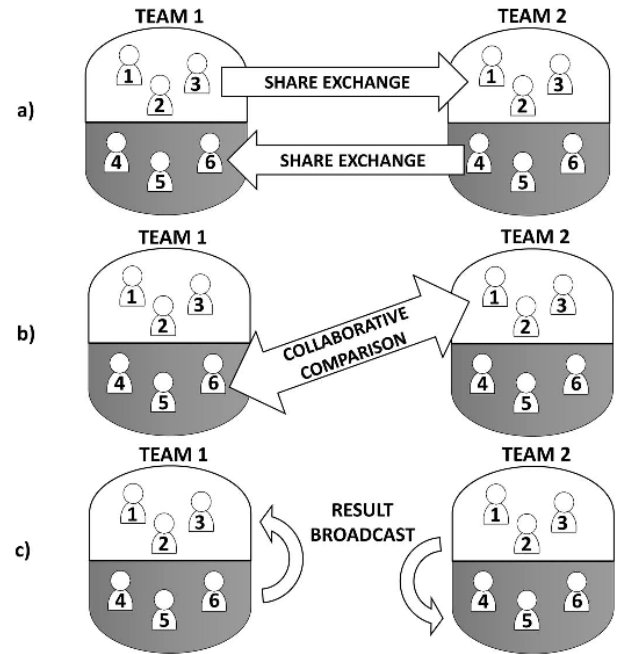 TEAM 1 TEAM 2
a)
1 2 3 SHARE EXCHANGE 1 2 3
4 5 6 SHARE EXCHANGE 4 5 6
TEAM 1 TEAM 2
b)
1 2 3 1 2 3
COLLABORATIVE
COMPARISON
4 5 6 4 5 6
TEAM 1 TEAM 2
c)
1 2 3 1 2 3
RESULT
BROADCAST
4 5 6 4 5 6